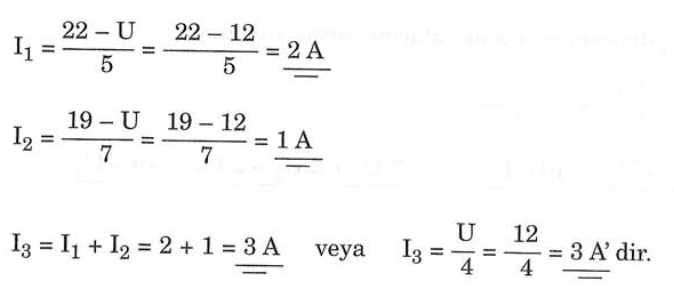 I₁ = (22 – U)/5 = (22 – 12)/5 = 2 A
I₂ = (19 – U)/7 = (19 – 12)/7 = 1 A
I₃ = I₁ + I₂ = 2 + 1 = 3 A veya I₃ = U/4 = 12/4 = 3 A’ dir.